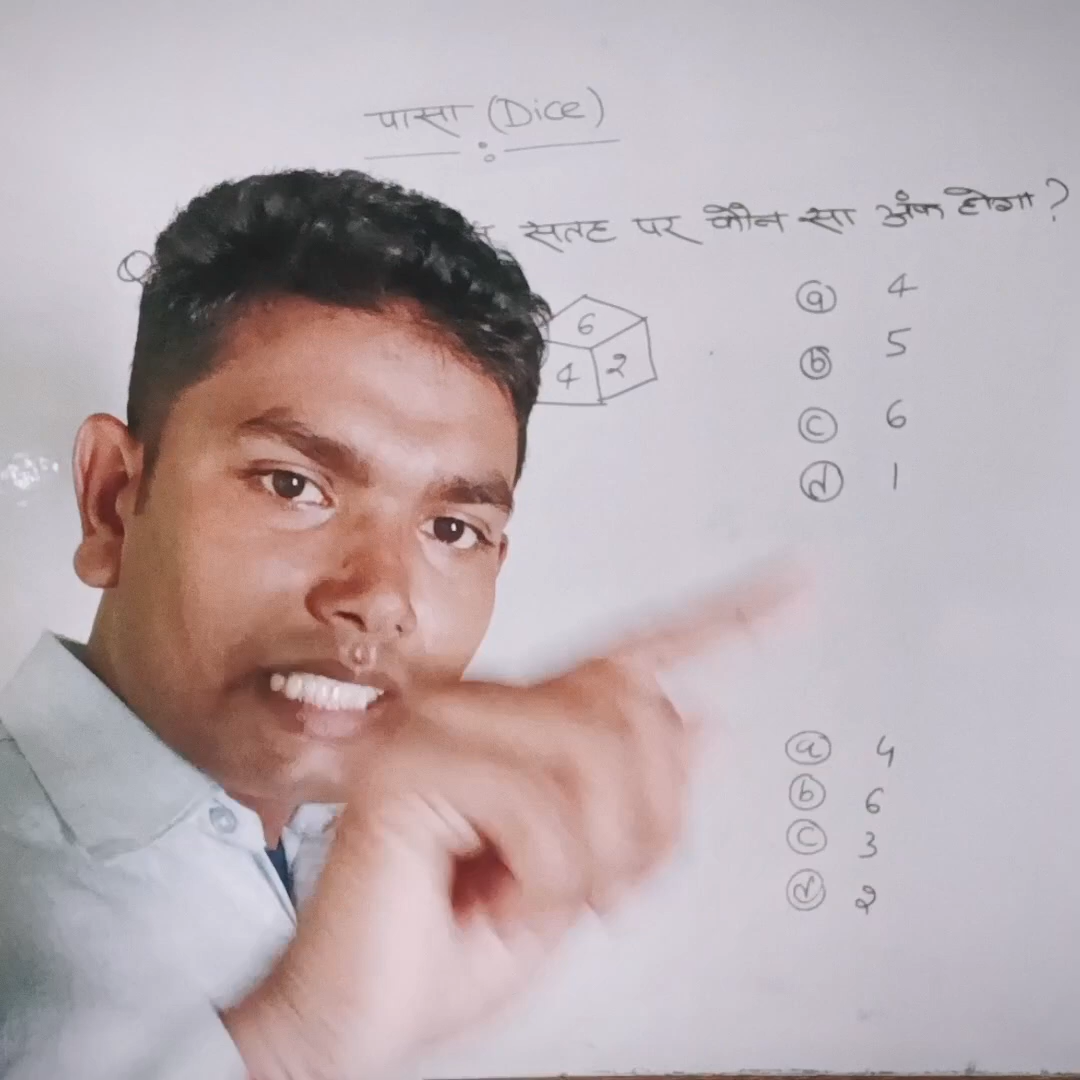 पासा (Dice)
Q सतह पर कौन सा अंक होगा?
6
4 2
(a) 4
(b) 5
(c) 6
(d) 1
(a) 4
(b) 6
(c) 3
(d) 2